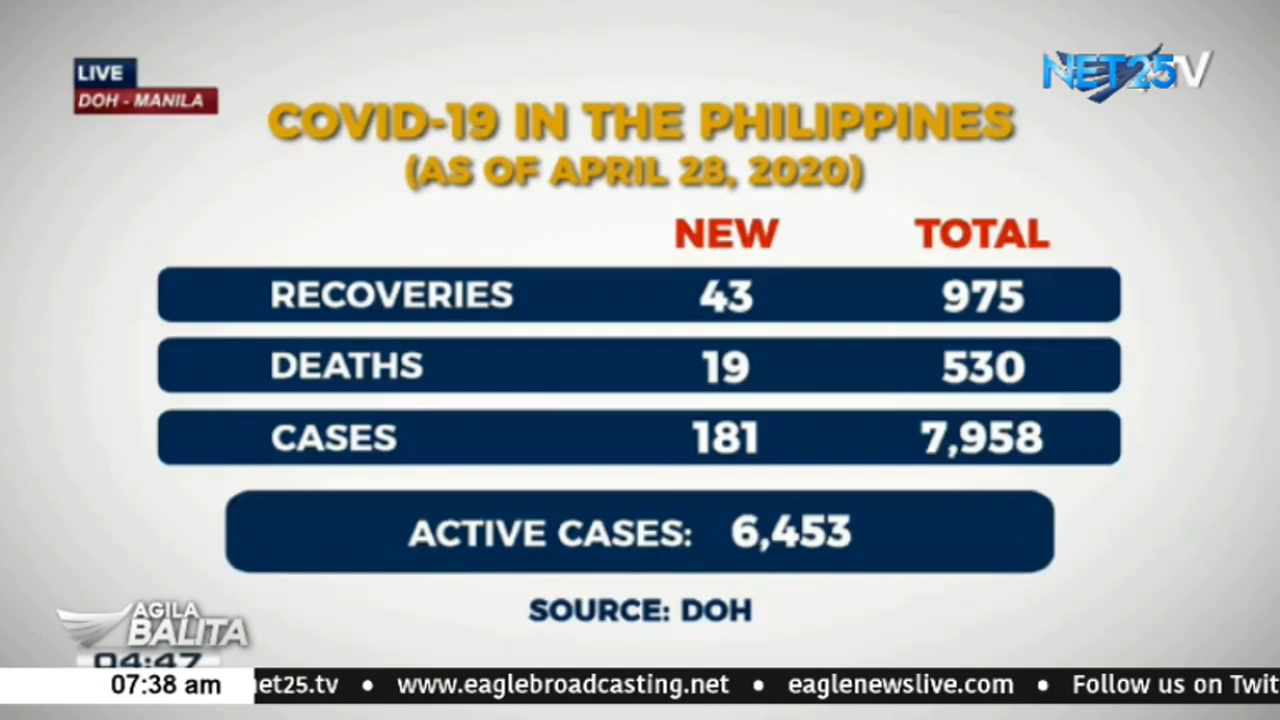 LIVE
DOH - MANILA
NET25TV
COVID-19 IN THE PHILIPPINES
(AS OF APRIL 28, 2020)
NEW TOTAL
RECOVERIES 43 975
DEATHS 19 530
CASES 181 7,958
ACTIVE CASES: 6,453
SOURCE: DOH
AGILA
BALITA
04:47
07:38 am et25.tv • www.eaglebroadcasting.net • eaglenewslive.com • Follow us on Twit